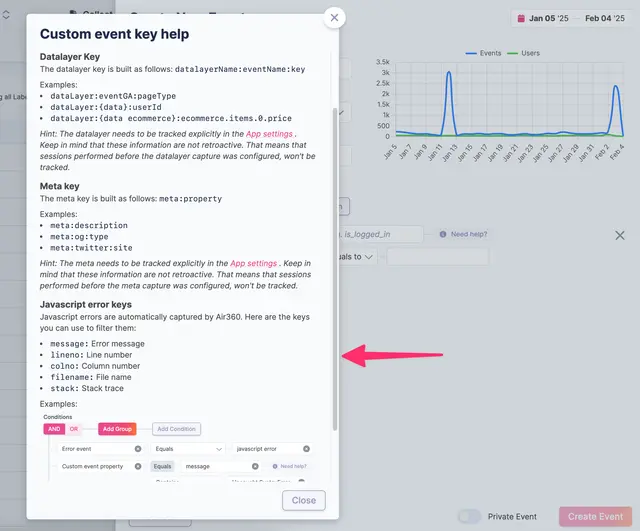 Jan 05 '25 — Feb 04 '25
Custom event key help
Datalayer Key
The datalayer key is built as follows: datalayerName:eventName:key
Examples:
• dataLayer:eventGA:pageType
• dataLayer:{data}:userId
• dataLayer:{data ecommerce}:ecommerce.items.0.price
Hint: The datalayer needs to be tracked explicitly in the App settings .
Keep in mind that these information are not retroactive. That means that
sessions performed before the datalayer capture was configured, won't be
tracked.
Meta key
The meta key is built as follows: meta:property
Examples:
• meta:description
• meta:og:type
• meta:twitter:site
Hint: The meta needs to be tracked explicitly in the App settings . Keep in
mind that these information are not retroactive. That means that sessions
performed before the meta capture was configured, won't be tracked.
Javascript error keys
Javascript errors are automatically captured by Air360. Here are the keys
you can use to filter them:
• message: Error message
• lineno: Line number
• colno: Column number
• filename: File name
• stack: Stack trace
Examples:
Conditions
AND OR Add Group Add Condition
Error event Equals javascript error
Custom event property Equals message Need help?
Close
Events Users
3.5k
3k
2.5k
2k
1.5k
1k
500
0
Jan 5 Jan 7 Jan 9 Jan 11 Jan 13 Jan 15 Jan 17 Jan 19 Jan 21 Jan 23 Jan 25 Jan 27 Jan 29 Jan 31 Feb 2 Feb 4
is_logged_in Need help?
to
Private Event Create Event